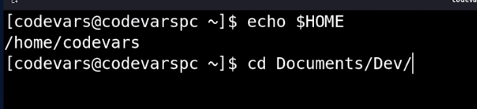 [codevars@codevarspc ~]$ echo $HOME
/home/codevars
[codevars@codevarspc ~]$ cd Documents/Dev/